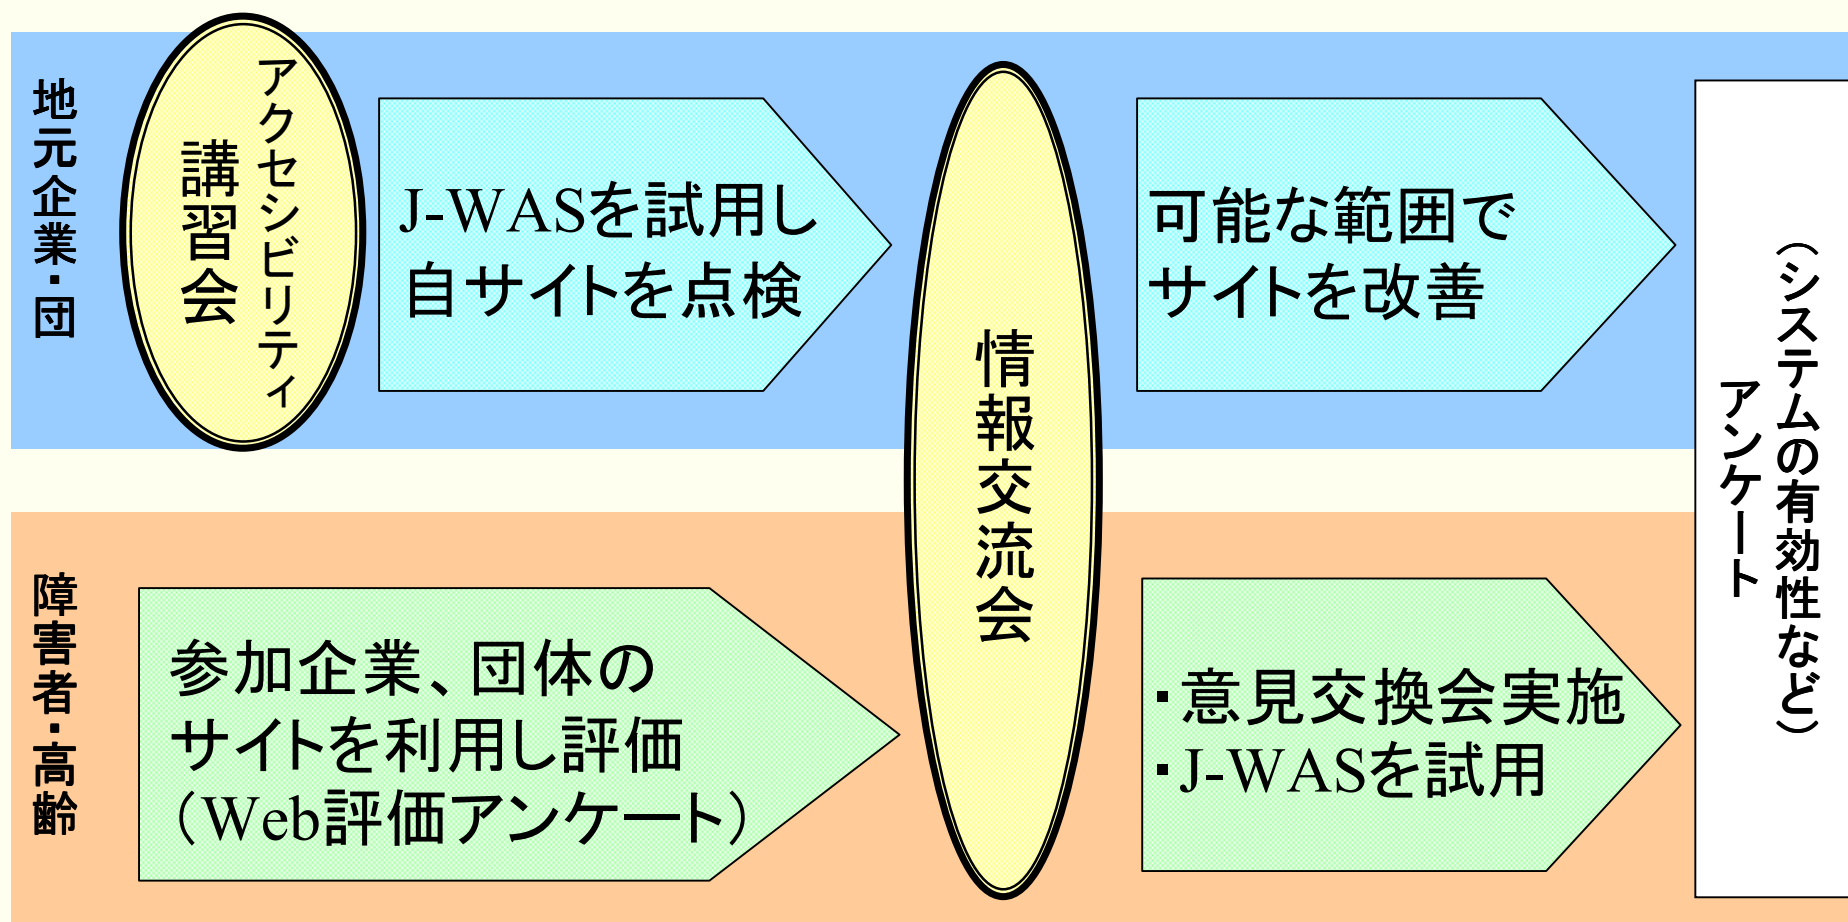 地元企業・団
アクセシビリティ
講習会
J-WASを試用し
自サイトを点検
情報交流会
可能な範囲で
サイトを改善
障害者・高齢
参加企業、団体の
サイトを利用し評価
（Web評価アンケート）
・意見交換会実施
・J-WASを試用
（システムの有効性など）
アンケート